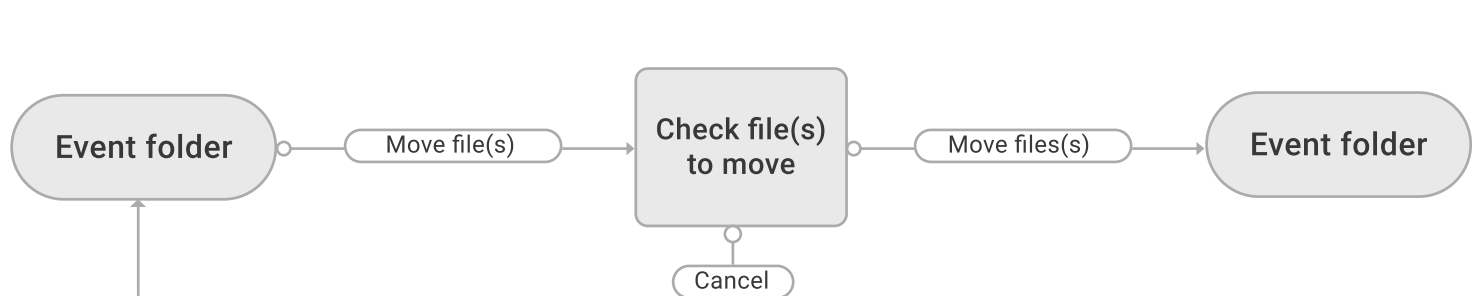 Event folder
Move file(s)
Check file(s)
to move
Move files(s)
Event folder
Cancel